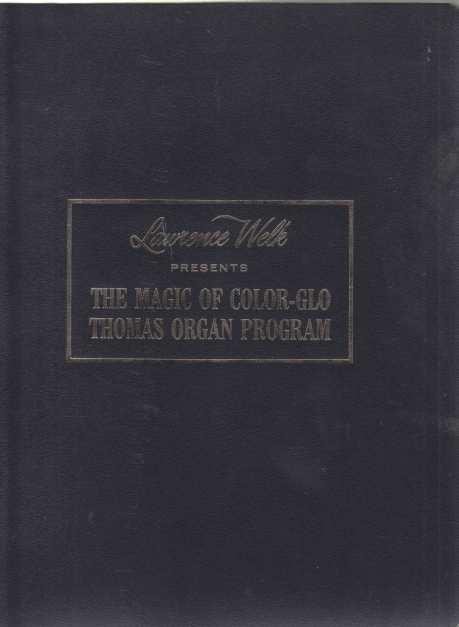 Lawrence Welk
PRESENTS
THE MAGIC OF COLOR-GLO
THOMAS ORGAN PROGRAM